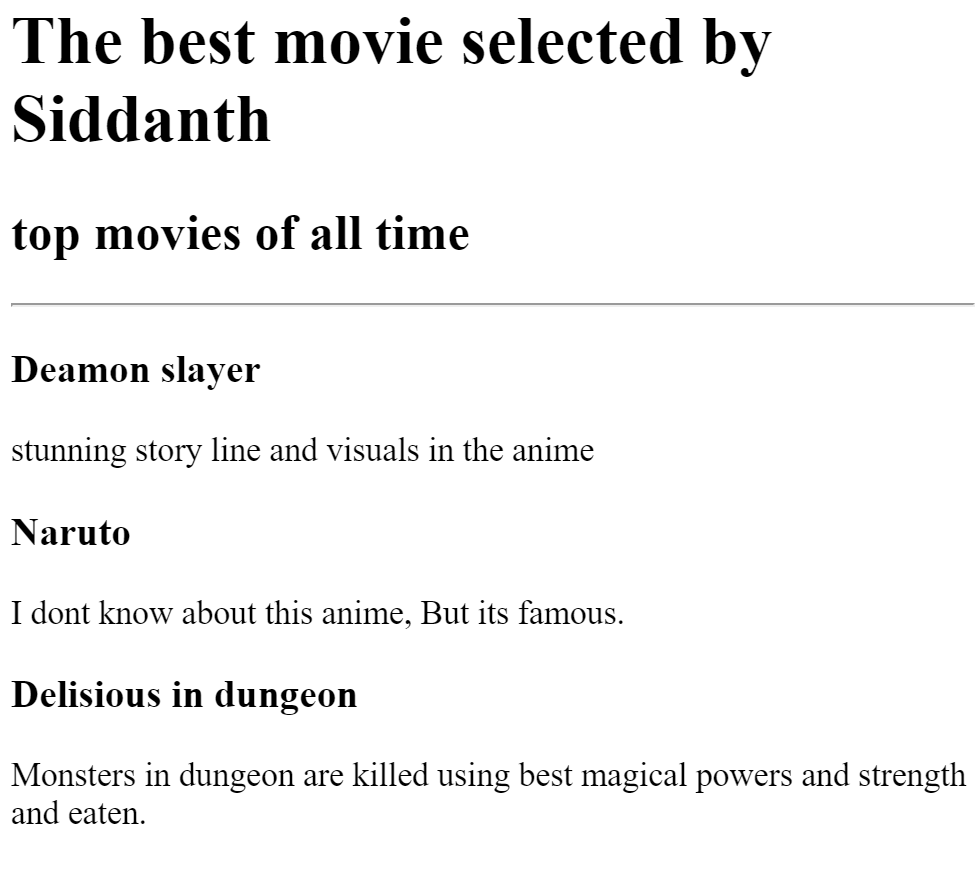 The best movie selected by
Siddanth
top movies of all time
Deamon slayer
stunning story line and visuals in the anime
Naruto
I dont know about this anime, But its famous.
Delisious in dungeon
Monsters in dungeon are killed using best magical powers and strength
and eaten.